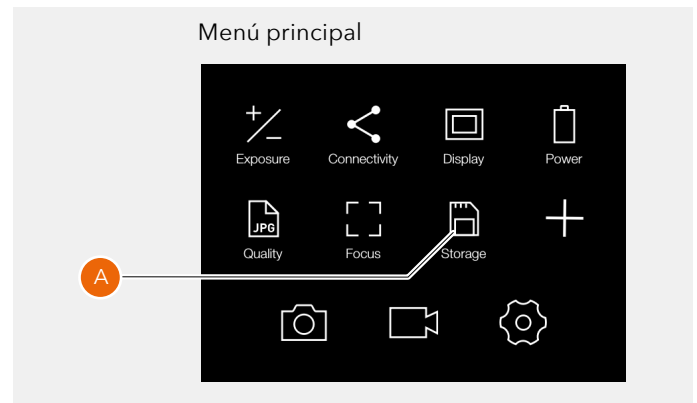 Menú principal
Exposure Connectivity Display Power
JPG
Quality Focus Storage
A